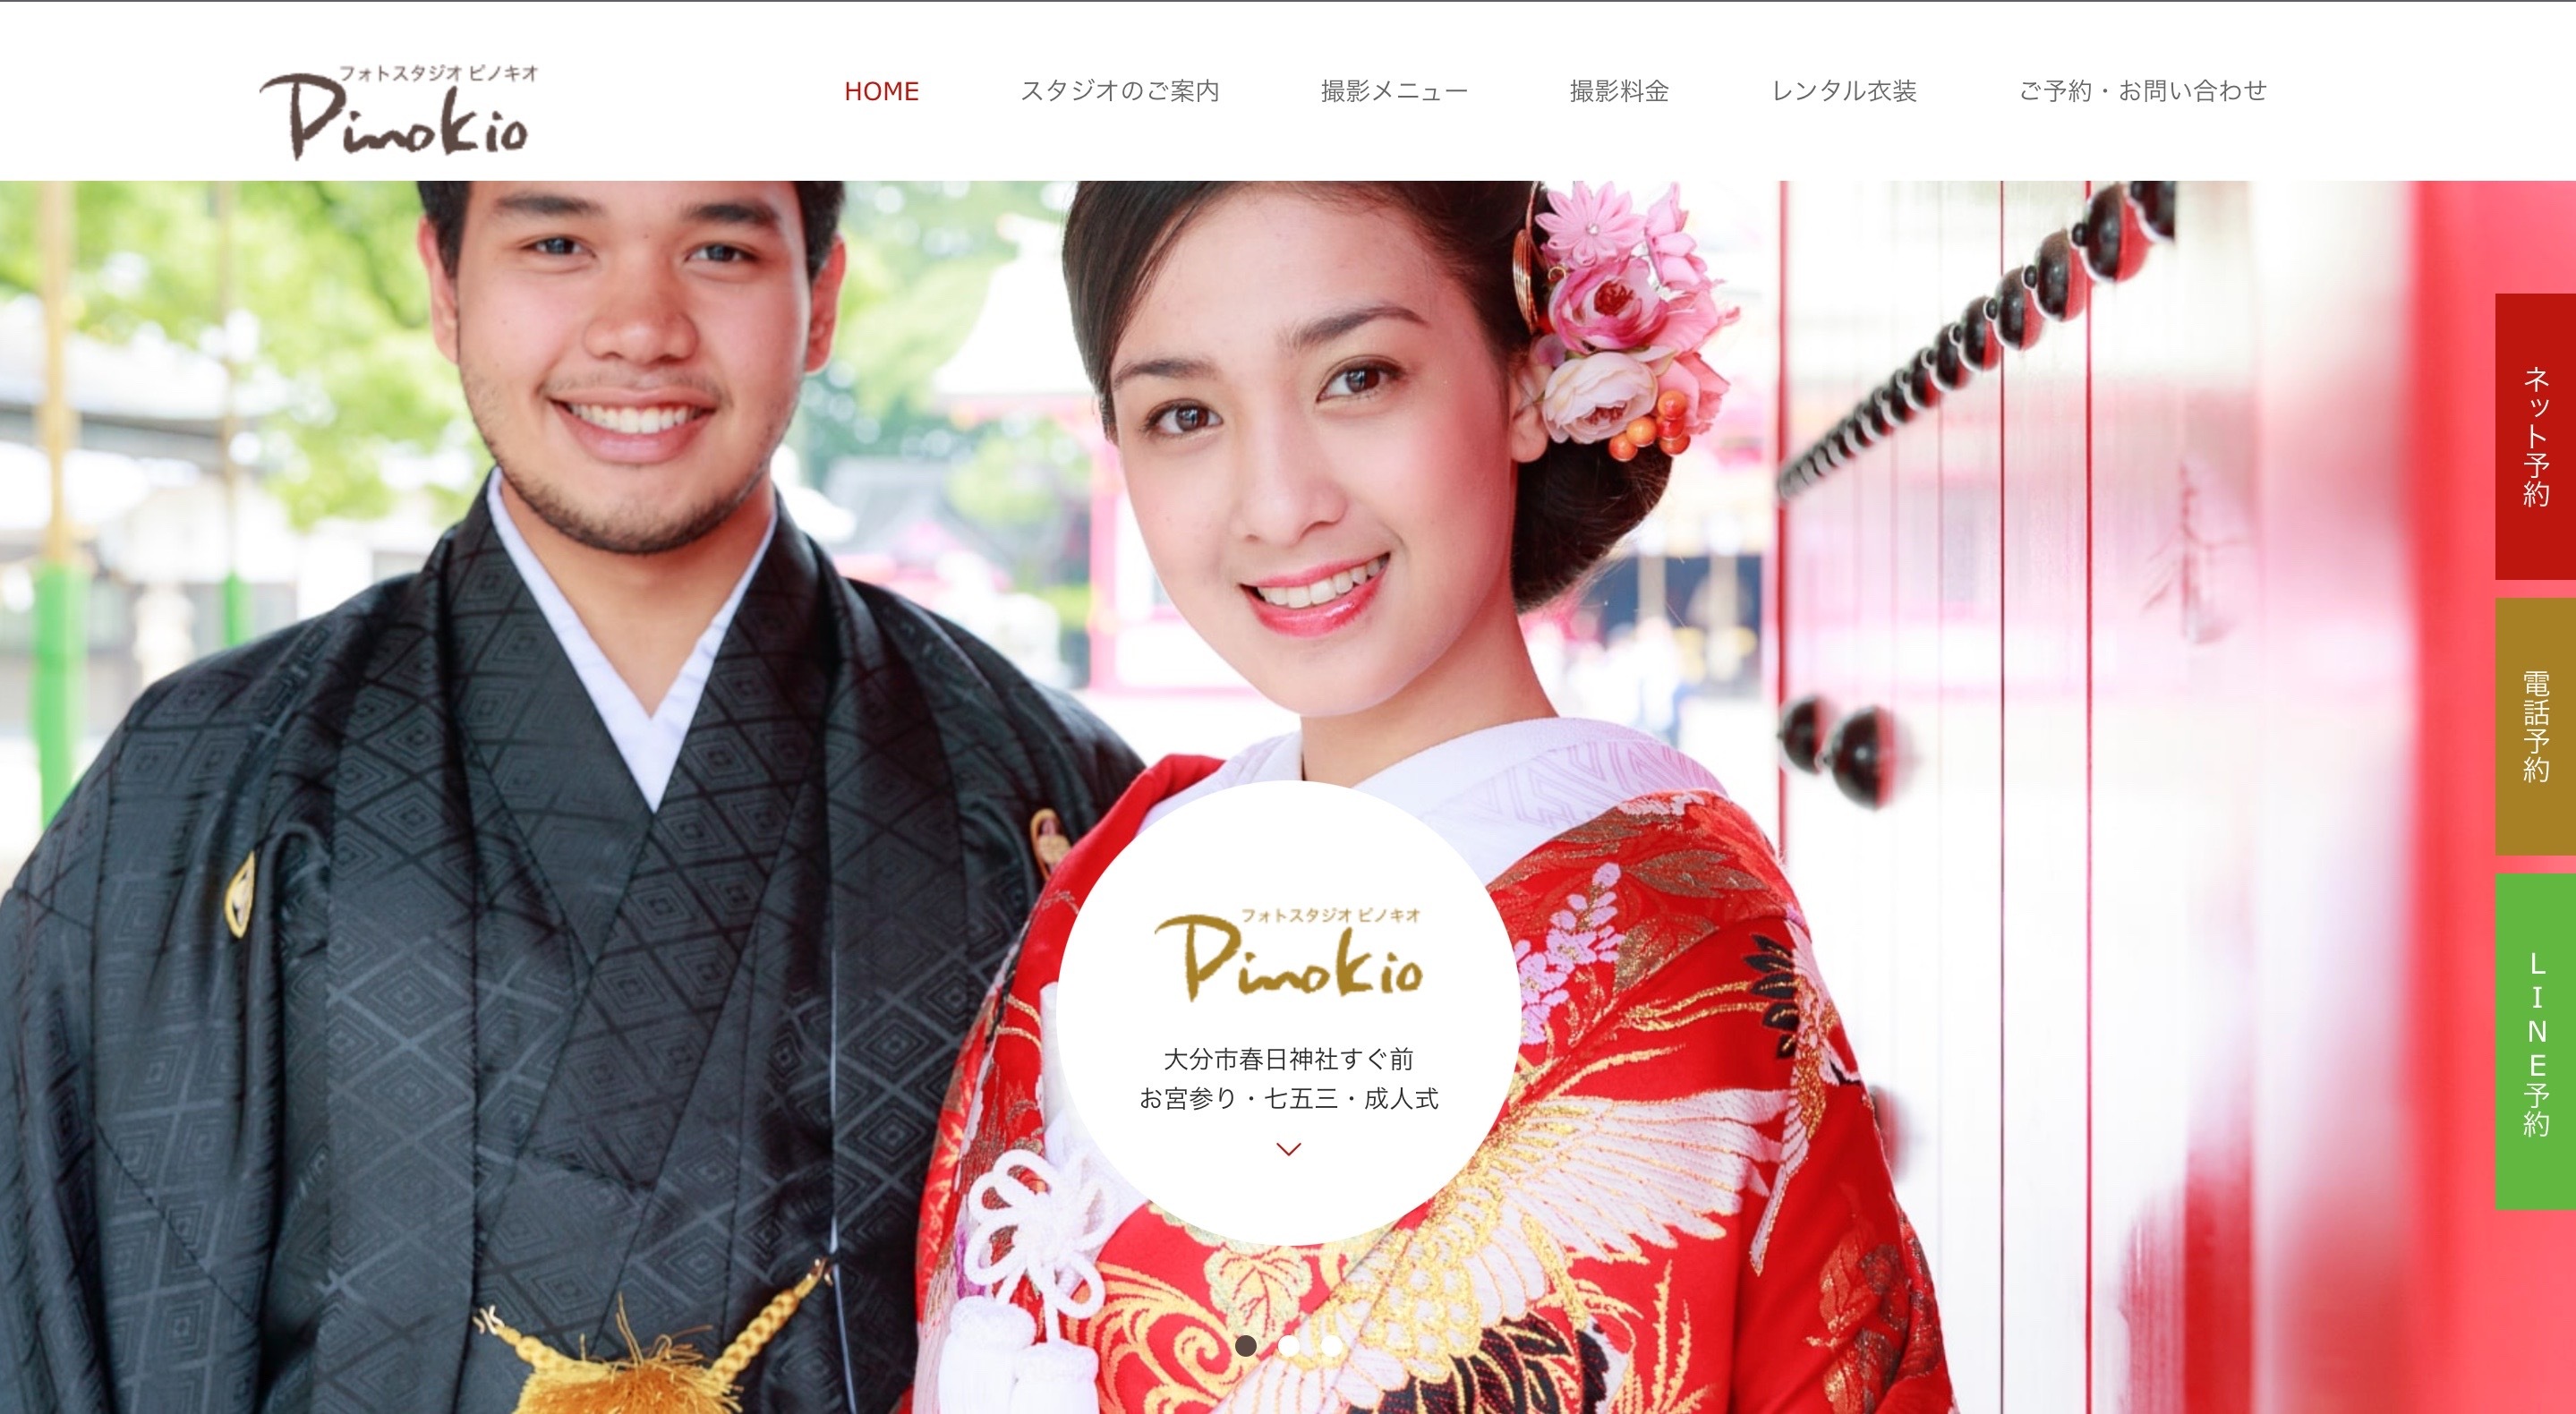 フォトスタジオ ピノキオ
Pinokio
HOME
スタジオのご案内
撮影メニュー
撮影料金
レンタル衣装
ご予約・お問い合わせ
ネット予約
電話予約
LINE予約
フォトスタジオ ピノキオ
Pinokio
大分市春日神社すぐ前
お宮参り・七五三・成人式